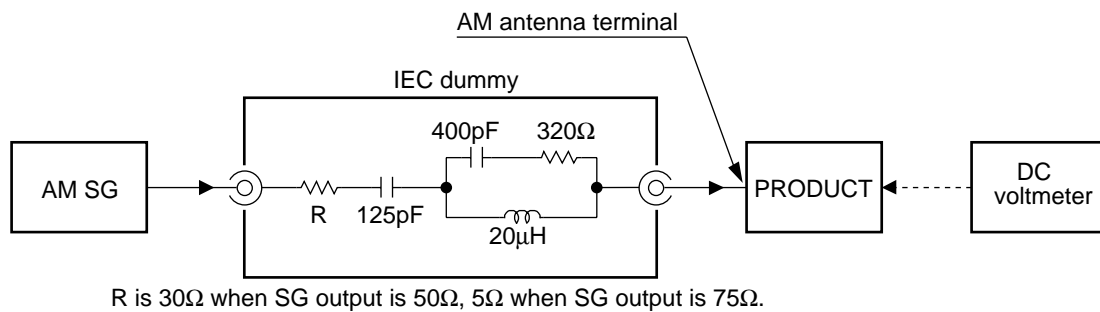 AM antenna terminal
IEC dummy
400pF
320Ω
AM SG
R
125pF
20μH
PRODUCT
DC
voltmeter
R is 30Ω when SG output is 50Ω, 5Ω when SG output is 75Ω.